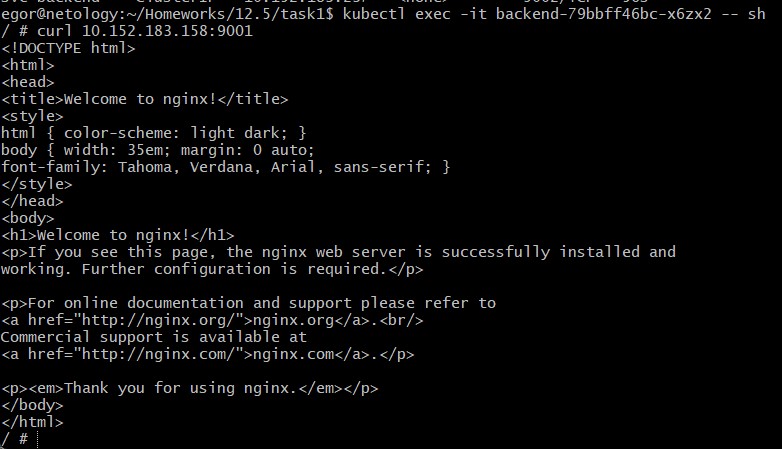 egor@netology:~/Homeworks/12.5/task1$ kubectl exec -it backend-79bbff46bc-x6zx2 -- sh
/ # curl 10.152.183.158:9001
<!DOCTYPE html>
<html>
<head>
<title>Welcome to nginx!</title>
<style>
html { color-scheme: light dark; }
body { width: 35em; margin: 0 auto;
font-family: Tahoma, Verdana, Arial, sans-serif; }
</style>
</head>
<body>
<h1>Welcome to nginx!</h1>
<p>If you see this page, the nginx web server is successfully installed and
working. Further configuration is required.</p>

<p>For online documentation and support please refer to
<a href="http://nginx.org/">nginx.org</a>.<br/>
Commercial support is available at
<a href="http://nginx.com/">nginx.com</a>.</p>

<p><em>Thank you for using nginx.</em></p>
</body>
</html>
/ #